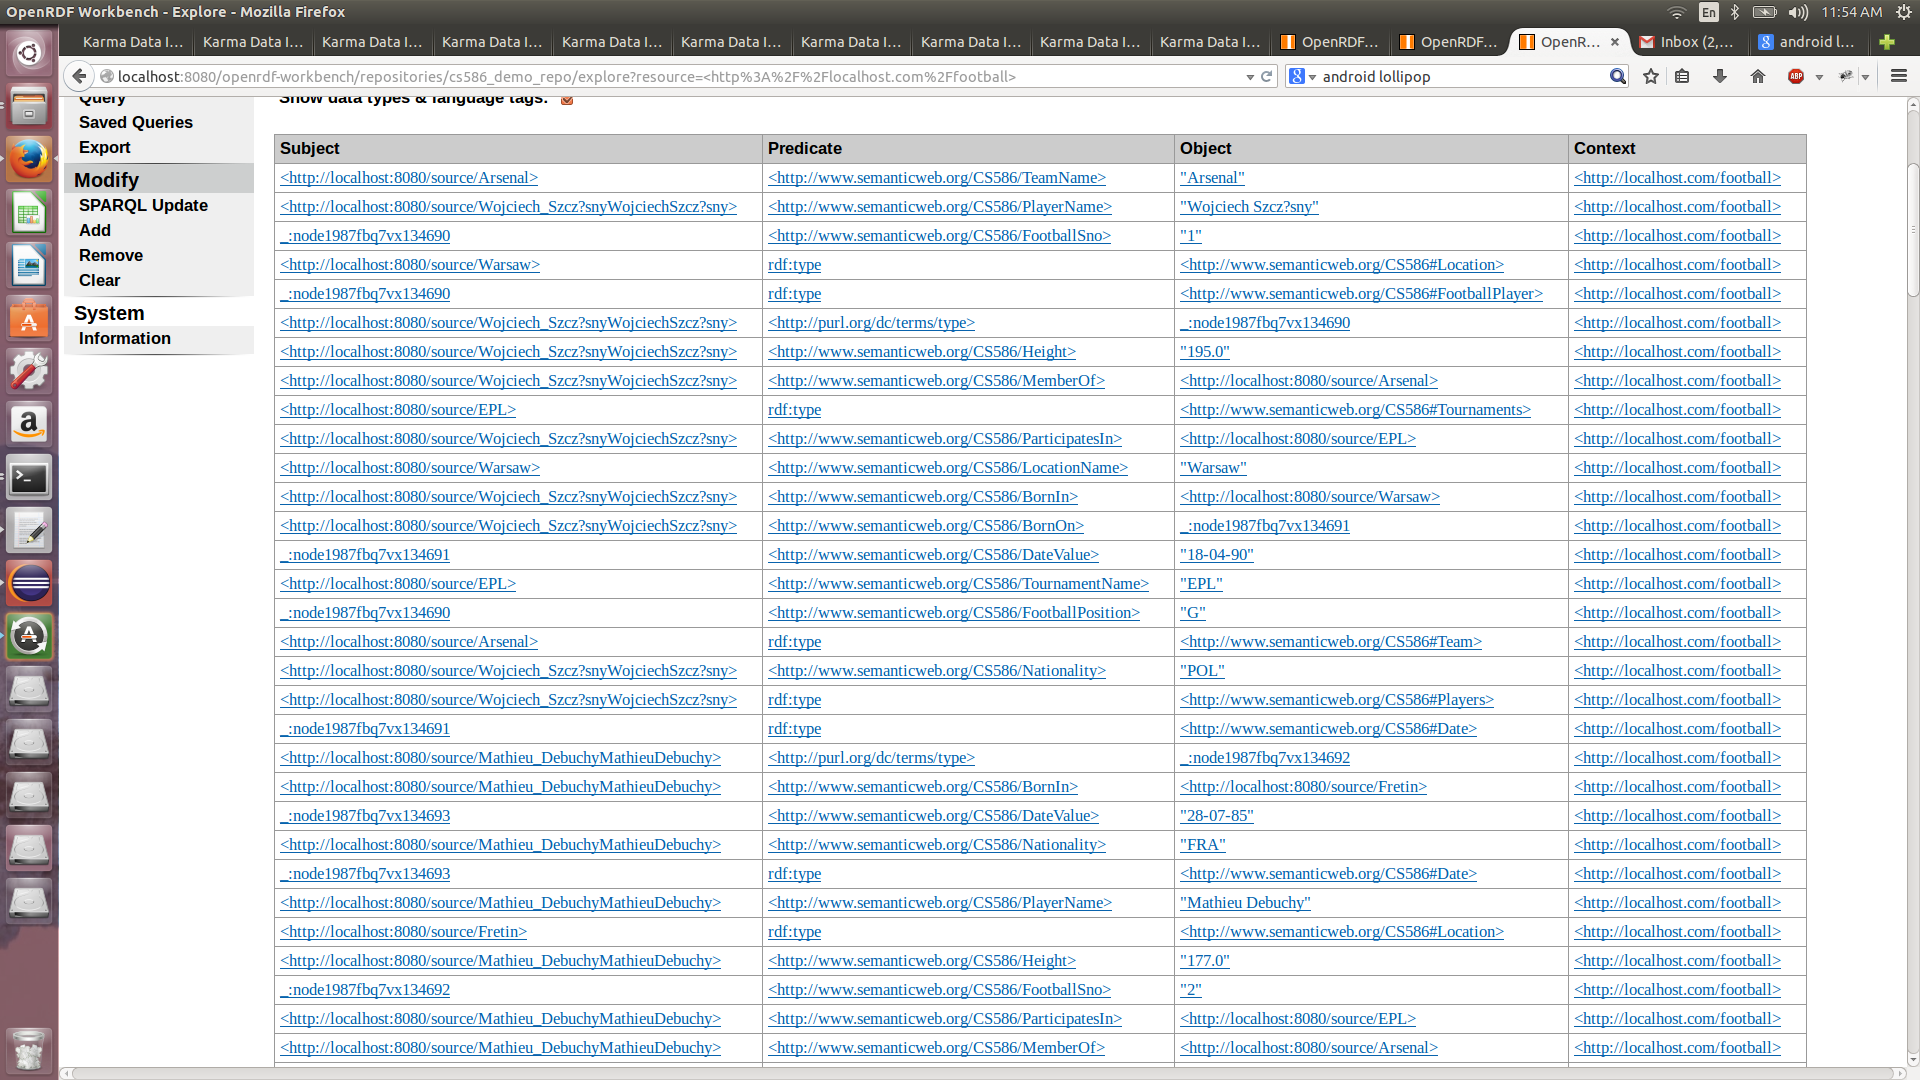 OpenRDF Workbench - Explore - Mozilla Firefox
En
11:54 AM
Karma Data I...
Karma Data I...
Karma Data I...
Karma Data I...
Karma Data I...
Karma Data I...
Karma Data I...
Karma Data I...
Karma Data I...
Karma Data I...
OpenRDF...
OpenRDF...
OpenR...
Inbox (2,...
android l...
localhost:8080/openrdf-workbench/repositories/cs586_demo_repo/explore?resource=<http%3A%2F%2Flocalhost.com%2Ffootball>
android lollipop
ABP
Query
Saved Queries
Export
Modify
SPARQL Update
Add
Remove
Clear
System
Information
Show data types & language tags:
Subject Predicate Object Context
<http://localhost:8080/source/Arsenal> <http://www.semanticweb.org/CS586/TeamName> "Arsenal" <http://localhost.com/football>
<http://localhost:8080/source/Wojciech_Szcz?snyWojciechSzcz?sny> <http://www.semanticweb.org/CS586/PlayerName> "Wojciech Szcz?sny" <http://localhost.com/football>
_:node1987fbq7vx134690 <http://www.semanticweb.org/CS586/FootballSno> "1" <http://localhost.com/football>
<http://localhost:8080/source/Warsaw> rdf:type <http://www.semanticweb.org/CS586#Location> <http://localhost.com/football>
_:node1987fbq7vx134690 rdf:type <http://www.semanticweb.org/CS586#FootballPlayer> <http://localhost.com/football>
<http://localhost:8080/source/Wojciech_Szcz?snyWojciechSzcz?sny> <http://purl.org/dc/terms/type> _:node1987fbq7vx134690 <http://localhost.com/football>
<http://localhost:8080/source/Wojciech_Szcz?snyWojciechSzcz?sny> <http://www.semanticweb.org/CS586/Height> "195.0" <http://localhost.com/football>
<http://localhost:8080/source/Wojciech_Szcz?snyWojciechSzcz?sny> <http://www.semanticweb.org/CS586/MemberOf> <http://localhost:8080/source/Arsenal> <http://localhost.com/football>
<http://localhost:8080/source/EPL> rdf:type <http://www.semanticweb.org/CS586#Tournaments> <http://localhost.com/football>
<http://localhost:8080/source/Wojciech_Szcz?snyWojciechSzcz?sny> <http://www.semanticweb.org/CS586/ParticipatesIn> <http://localhost:8080/source/EPL> <http://localhost.com/football>
<http://localhost:8080/source/Warsaw> <http://www.semanticweb.org/CS586/LocationName> "Warsaw" <http://localhost.com/football>
<http://localhost:8080/source/Wojciech_Szcz?snyWojciechSzcz?sny> <http://www.semanticweb.org/CS586/BornIn> <http://localhost:8080/source/Warsaw> <http://localhost.com/football>
<http://localhost:8080/source/Wojciech_Szcz?snyWojciechSzcz?sny> <http://www.semanticweb.org/CS586/BornOn> _:node1987fbq7vx134691 <http://localhost.com/football>
_:node1987fbq7vx134691 <http://www.semanticweb.org/CS586/DateValue> "18-04-90" <http://localhost.com/football>
<http://localhost:8080/source/EPL> <http://www.semanticweb.org/CS586/TournamentName> "EPL" <http://localhost.com/football>
_:node1987fbq7vx134690 <http://www.semanticweb.org/CS586/FootballPosition> "G" <http://localhost.com/football>
<http://localhost:8080/source/Arsenal> rdf:type <http://www.semanticweb.org/CS586#Team> <http://localhost.com/football>
<http://localhost:8080/source/Wojciech_Szcz?snyWojciechSzcz?sny> <http://www.semanticweb.org/CS586/Nationality> "POL" <http://localhost.com/football>
<http://localhost:8080/source/Wojciech_Szcz?snyWojciechSzcz?sny> rdf:type <http://www.semanticweb.org/CS586#Players> <http://localhost.com/football>
_:node1987fbq7vx134691 rdf:type <http://www.semanticweb.org/CS586#Date> <http://localhost.com/football>
<http://localhost:8080/source/Mathieu_DebuchyMathieuDebuchy> <http://purl.org/dc/terms/type> _:node1987fbq7vx134692 <http://localhost.com/football>
<http://localhost:8080/source/Mathieu_DebuchyMathieuDebuchy> <http://www.semanticweb.org/CS586/BornIn> <http://localhost:8080/source/Fretin> <http://localhost.com/football>
_:node1987fbq7vx134693 <http://www.semanticweb.org/CS586/DateValue> "28-07-85" <http://localhost.com/football>
<http://localhost:8080/source/Mathieu_DebuchyMathieuDebuchy> <http://www.semanticweb.org/CS586/Nationality> "FRA" <http://localhost.com/football>
_:node1987fbq7vx134693 rdf:type <http://www.semanticweb.org/CS586#Date> <http://localhost.com/football>
<http://localhost:8080/source/Mathieu_DebuchyMathieuDebuchy> <http://www.semanticweb.org/CS586/PlayerName> "Mathieu Debuchy" <http://localhost.com/football>
<http://localhost:8080/source/Fretin> rdf:type <http://www.semanticweb.org/CS586#Location> <http://localhost.com/football>
<http://localhost:8080/source/Mathieu_DebuchyMathieuDebuchy> <http://www.semanticweb.org/CS586/Height> "177.0" <http://localhost.com/football>
_:node1987fbq7vx134692 <http://www.semanticweb.org/CS586/FootballSno> "2" <http://localhost.com/football>
<http://localhost:8080/source/Mathieu_DebuchyMathieuDebuchy> <http://www.semanticweb.org/CS586/ParticipatesIn> <http://localhost:8080/source/EPL> <http://localhost.com/football>
<http://localhost:8080/source/Mathieu_DebuchyMathieuDebuchy> <http://www.semanticweb.org/CS586/MemberOf> <http://localhost:8080/source/Arsenal> <http://localhost.com/football>